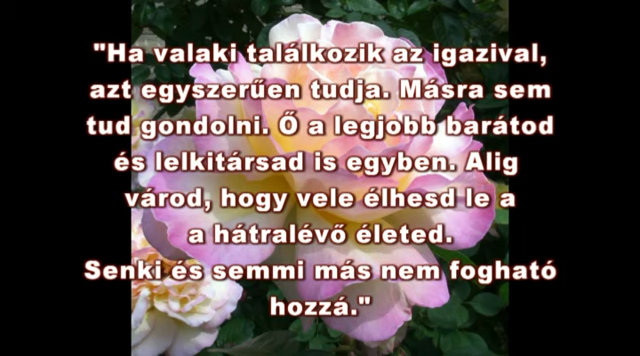 "Ha valaki találkozik az igazival,
azt egyszerűen tudja. Másra sem
tud gondolni. Ő a legjobb barátod
és lelkitársad is egyben. Alig
várod, hogy vele élhesd le a
a hátralévő életed.
Senki és semmi más nem fogható
hozzá."